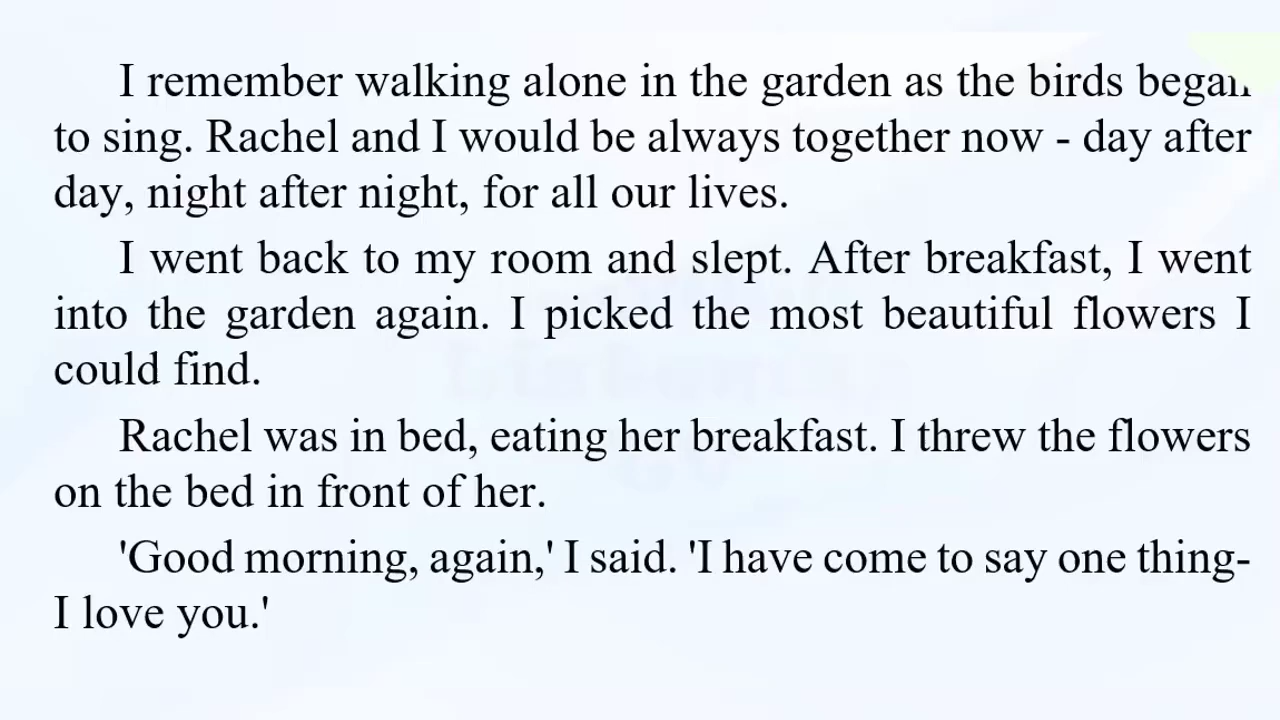 I remember walking alone in the garden as the birds began
to sing. Rachel and I would be always together now - day after
day, night after night, for all our lives.
I went back to my room and slept. After breakfast, I went
into the garden again. I picked the most beautiful flowers I
could find.
Rachel was in bed, eating her breakfast. I threw the flowers
on the bed in front of her.
'Good morning, again,' I said. 'I have come to say one thing-
I love you.'